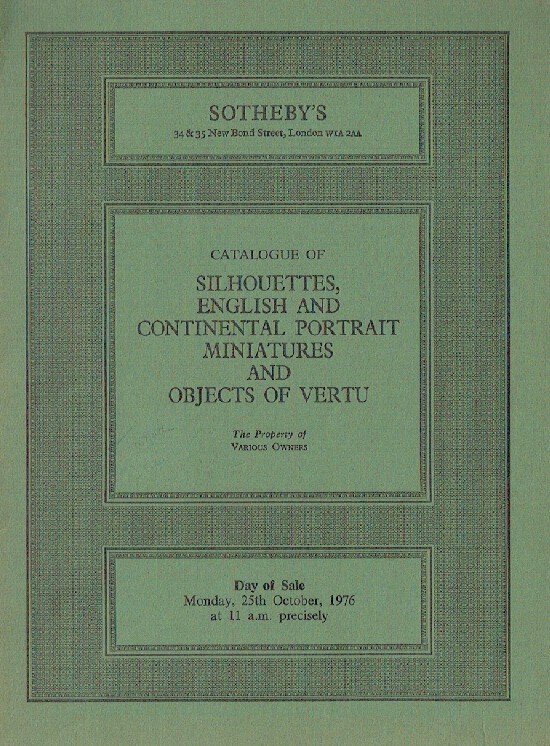 SOTHEBY'S
34 & 35 New Bond Street, London W1A 2AA
CATALOGUE OF
SILHOUETTES,
ENGLISH AND
CONTINENTAL PORTRAIT
MINIATURES
AND
OBJECTS OF VERTU
The Property of
VARIOUS OWNERS
Day of Sale
Monday, 25th October, 1976
at 11 a.m. precisely